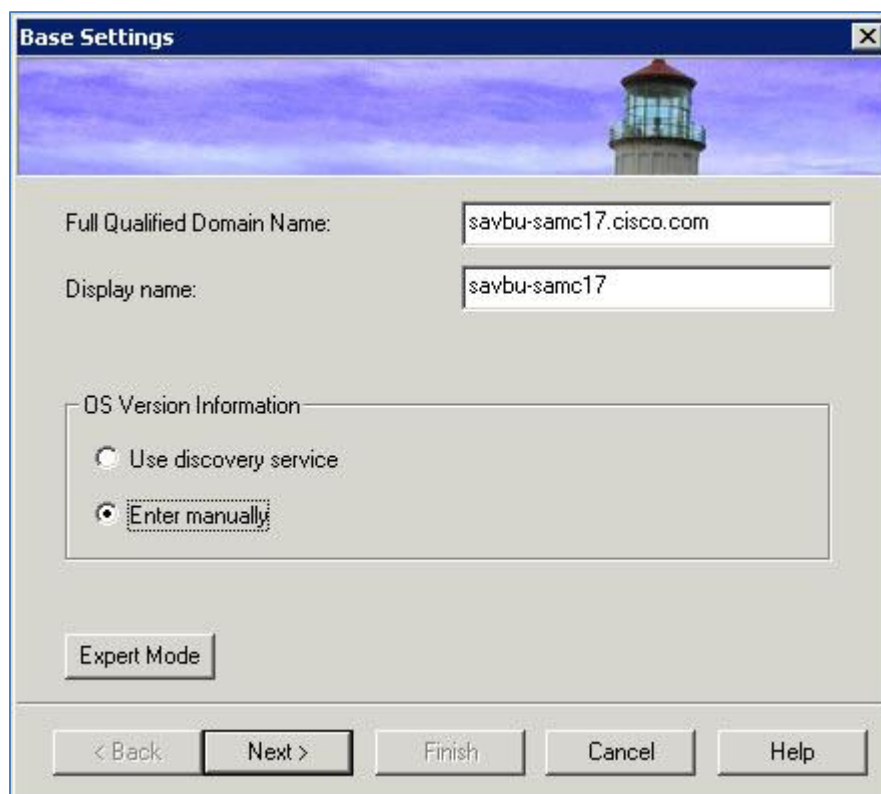 Base Settings
Full Qualified Domain Name: savbu-samc17.cisco.com
Display name: savbu-samc17
OS Version Information
Use discovery service
Enter manually
Expert Mode
< Back Next > Finish Cancel Help